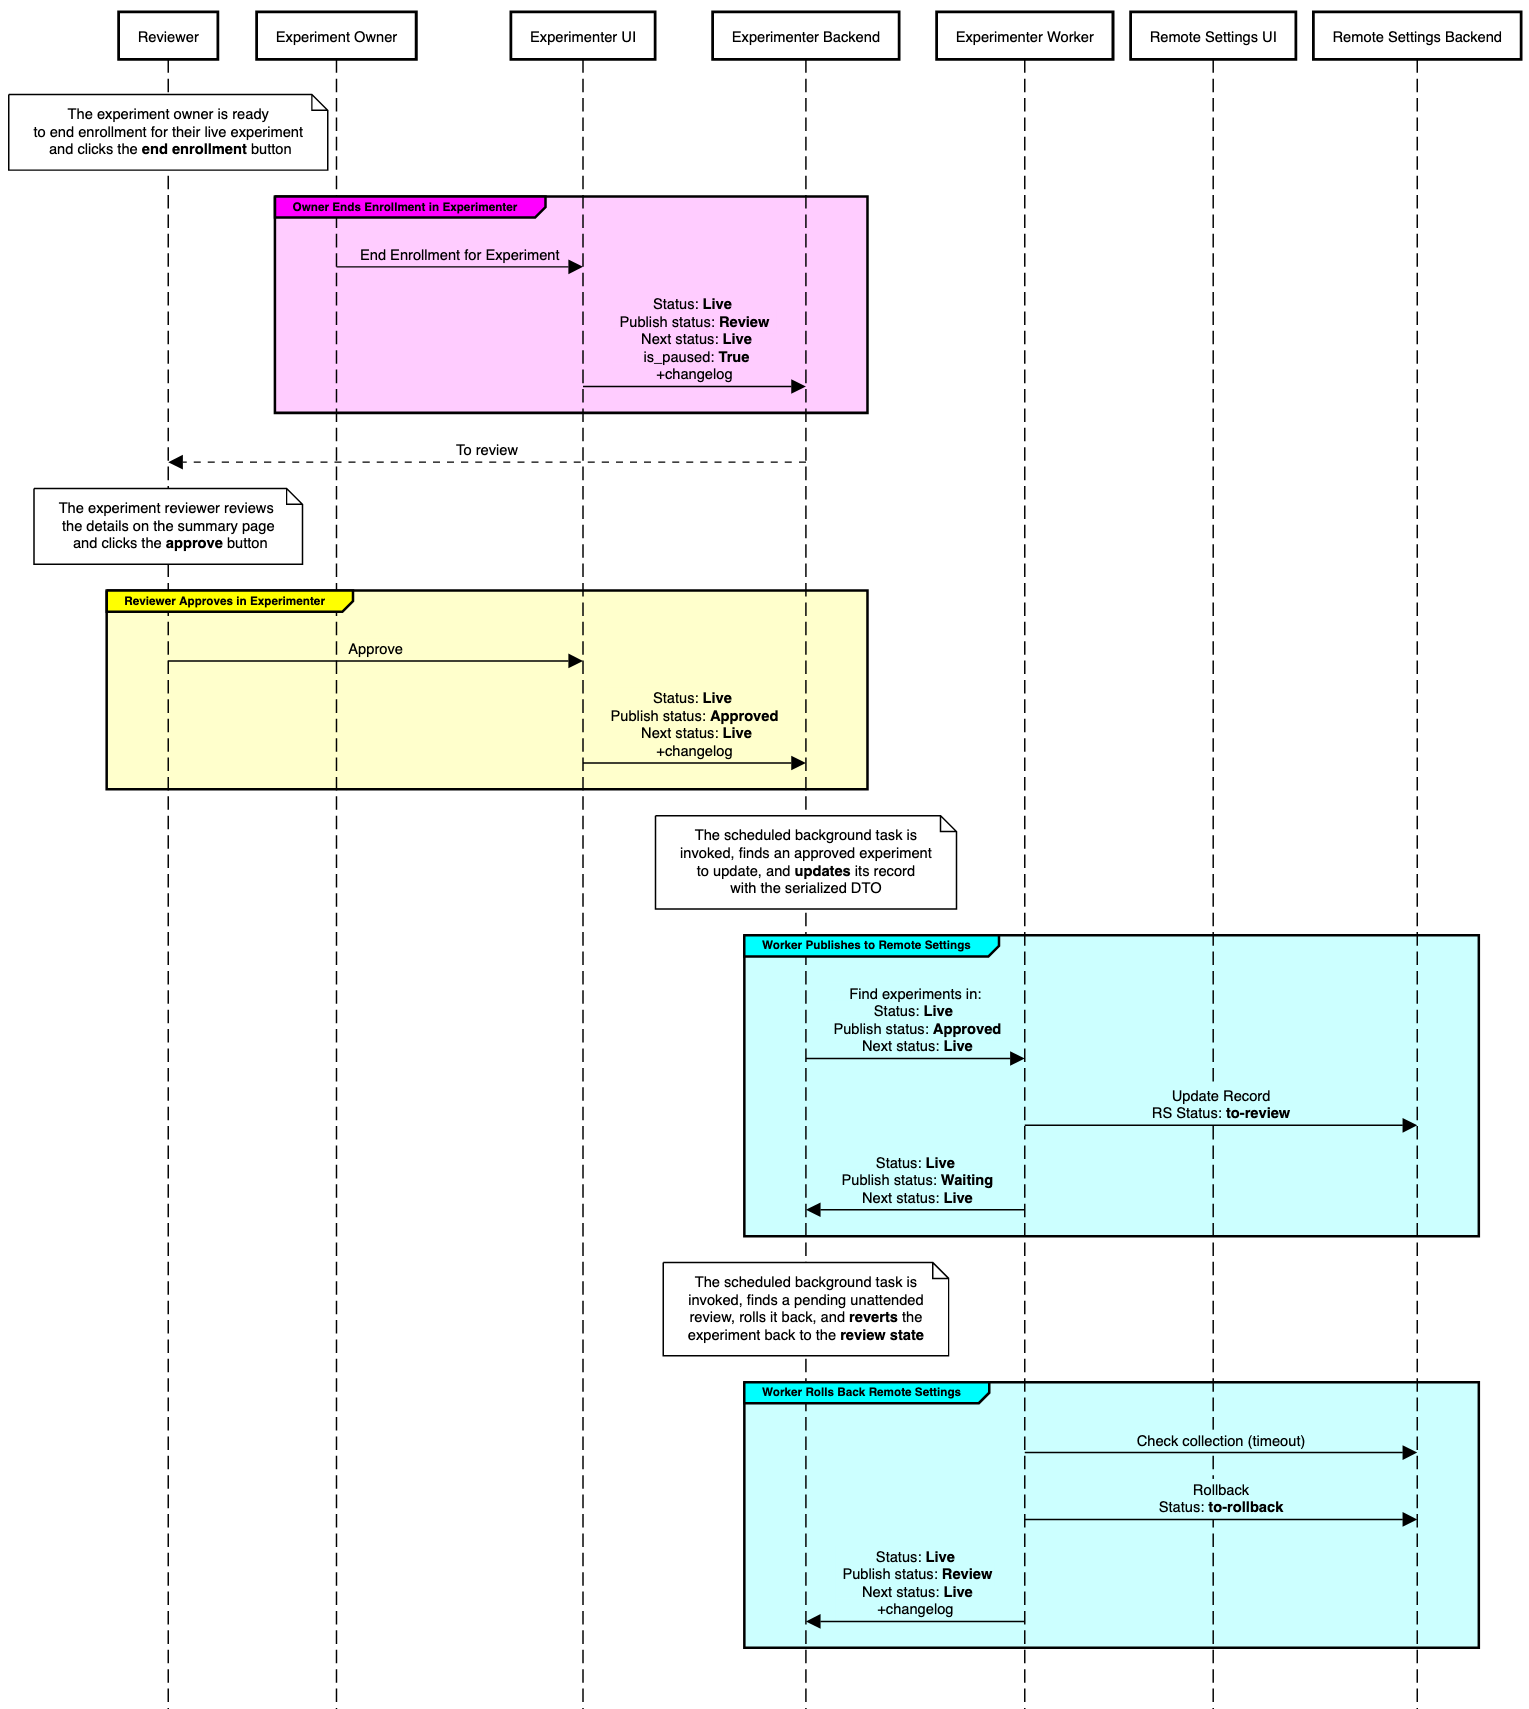 Reviewer
Experiment Owner
Experimenter UI
Experimenter Backend
Experimenter Worker
Remote Settings UI
Remote Settings Backend
The experiment owner is ready
to end enrollment for their live experiment
and clicks the end enrollment button
Owner Ends Enrollment in Experimenter
End Enrollment for Experiment
Status: Live
Publish status: Review
Next status: Live
is_paused: True
+changelog
To review
The experiment reviewer reviews
the details on the summary page
and clicks the approve button
Reviewer Approves in Experimenter
Approve
Status: Live
Publish status: Approved
Next status: Live
+changelog
The scheduled background task is
invoked, finds an approved experiment
to update, and updates its record
with the serialized DTO
Worker Publishes to Remote Settings
Find experiments in:
Status: Live
Publish status: Approved
Next status: Live
Update Record
RS Status: to-review
Status: Live
Publish status: Waiting
Next status: Live
The scheduled background task is
invoked, finds a pending unattended
review, rolls it back, and reverts the
experiment back to the review state
Worker Rolls Back Remote Settings
Check collection (timeout)
Rollback
Status: to-rollback
Status: Live
Publish status: Review
Next status: Live
+changelog